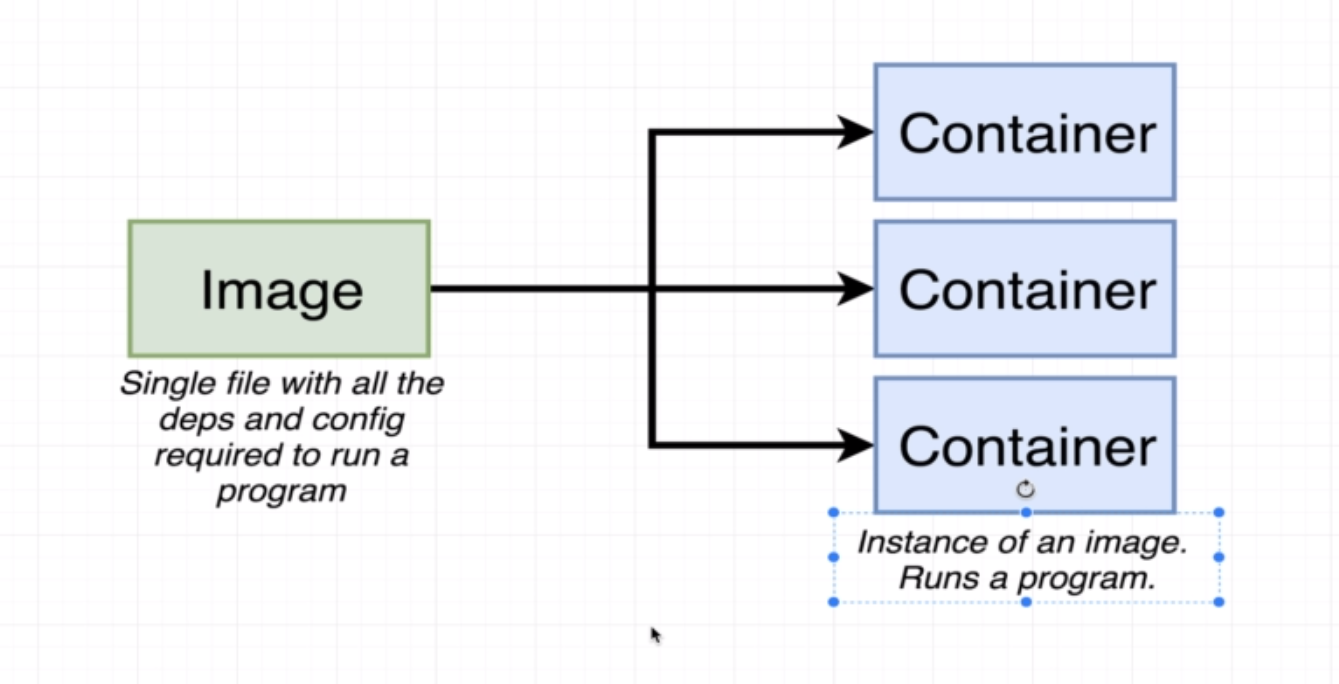 Container
Image
Container
Single file with all the
deps and config
required to run a
program
Container
Instance of an image.
Runs a program.